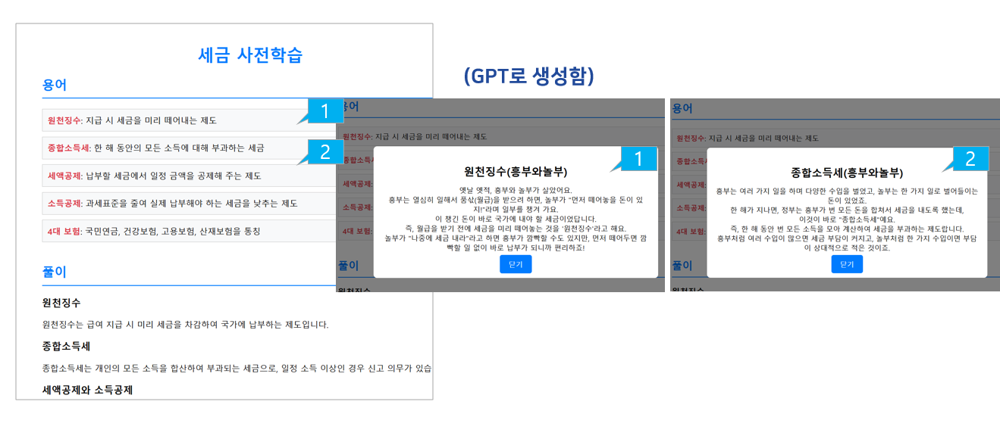 세금 사전학습
용어
원천징수: 지급 시 세금을 미리 떼어내는 제도
1
종합소득세: 한 해 동안의 모든 소득에 대해 부과하는 세금
2
세액공제: 납부할 세금에서 일정 금액을 공제해 주는 제도
소득공제: 과세표준을 줄여 실제 납부해야 하는 세금을 낮추는 제도
4대 보험: 국민연금, 건강보험, 고용보험, 산재보험을 통칭
풀이
원천징수
원천징수는 급여 지급 시 미리 세금을 차감하여 국가에 납부하는 제도입니다.
종합소득세
종합소득세는 개인의 모든 소득을 합산하여 부과되는 세금으로, 일정 소득 이상인 경우 신고 의무가 있습
세액공제와 소득공제
(GPT로 생성함)
용어
원천징수: 지급 시 세금을 미리 떼어내는 제도
종합소득
세액공제:
소득공제:
4대 보험:
1
원천징수(흥부와놀부)
옛날 옛적, 흥부와 놀부가 살았어요.
흥부는 열심히 일해서 품삯(월급)을 받으려 하면, 놀부가 "먼저 떼어놓을 돈이 있
지!"라며 일부를 챙겨 가요.
이 챙긴 돈이 바로 국가에 내야 할 세금이었답니다.
즉, 월급을 받기 전에 세금을 미리 떼어놓는 것을 '원천징수'라고 해요.
놀부가 "나중에 세금 내라"라고 하면 흥부가 깜빡할 수도 있지만, 먼저 떼어두면 깜
빡할 일 없이 바로 납부가 되니까 편리하죠!
닫기
풀이
원천징수
용어
원천징수: 지급 시 세금을 미리 떼어내는 제도
종합소득
세액공제:
소득공제:
4대 보험:
2
종합소득세(흥부와놀부)
흥부는 여러 가지 일을 하며 다양한 수입을 벌었고, 놀부는 한 가지 일로 벌어들이는
돈이 있었죠.
한 해가 지나면, 정부는 흥부가 번 모든 돈을 합쳐서 세금을 내도록 했는데,
이것이 바로 "종합소득세"예요.
즉, 한 해 동안 번 모든 소득을 모아 계산하여 세금을 부과하는 제도랍니다.
흥부처럼 여러 수입이 많으면 세금 부담이 커지고, 놀부처럼 한 가지 수입이면 부담
이 상대적으로 적은 것이죠.
닫기
풀이
원천징수